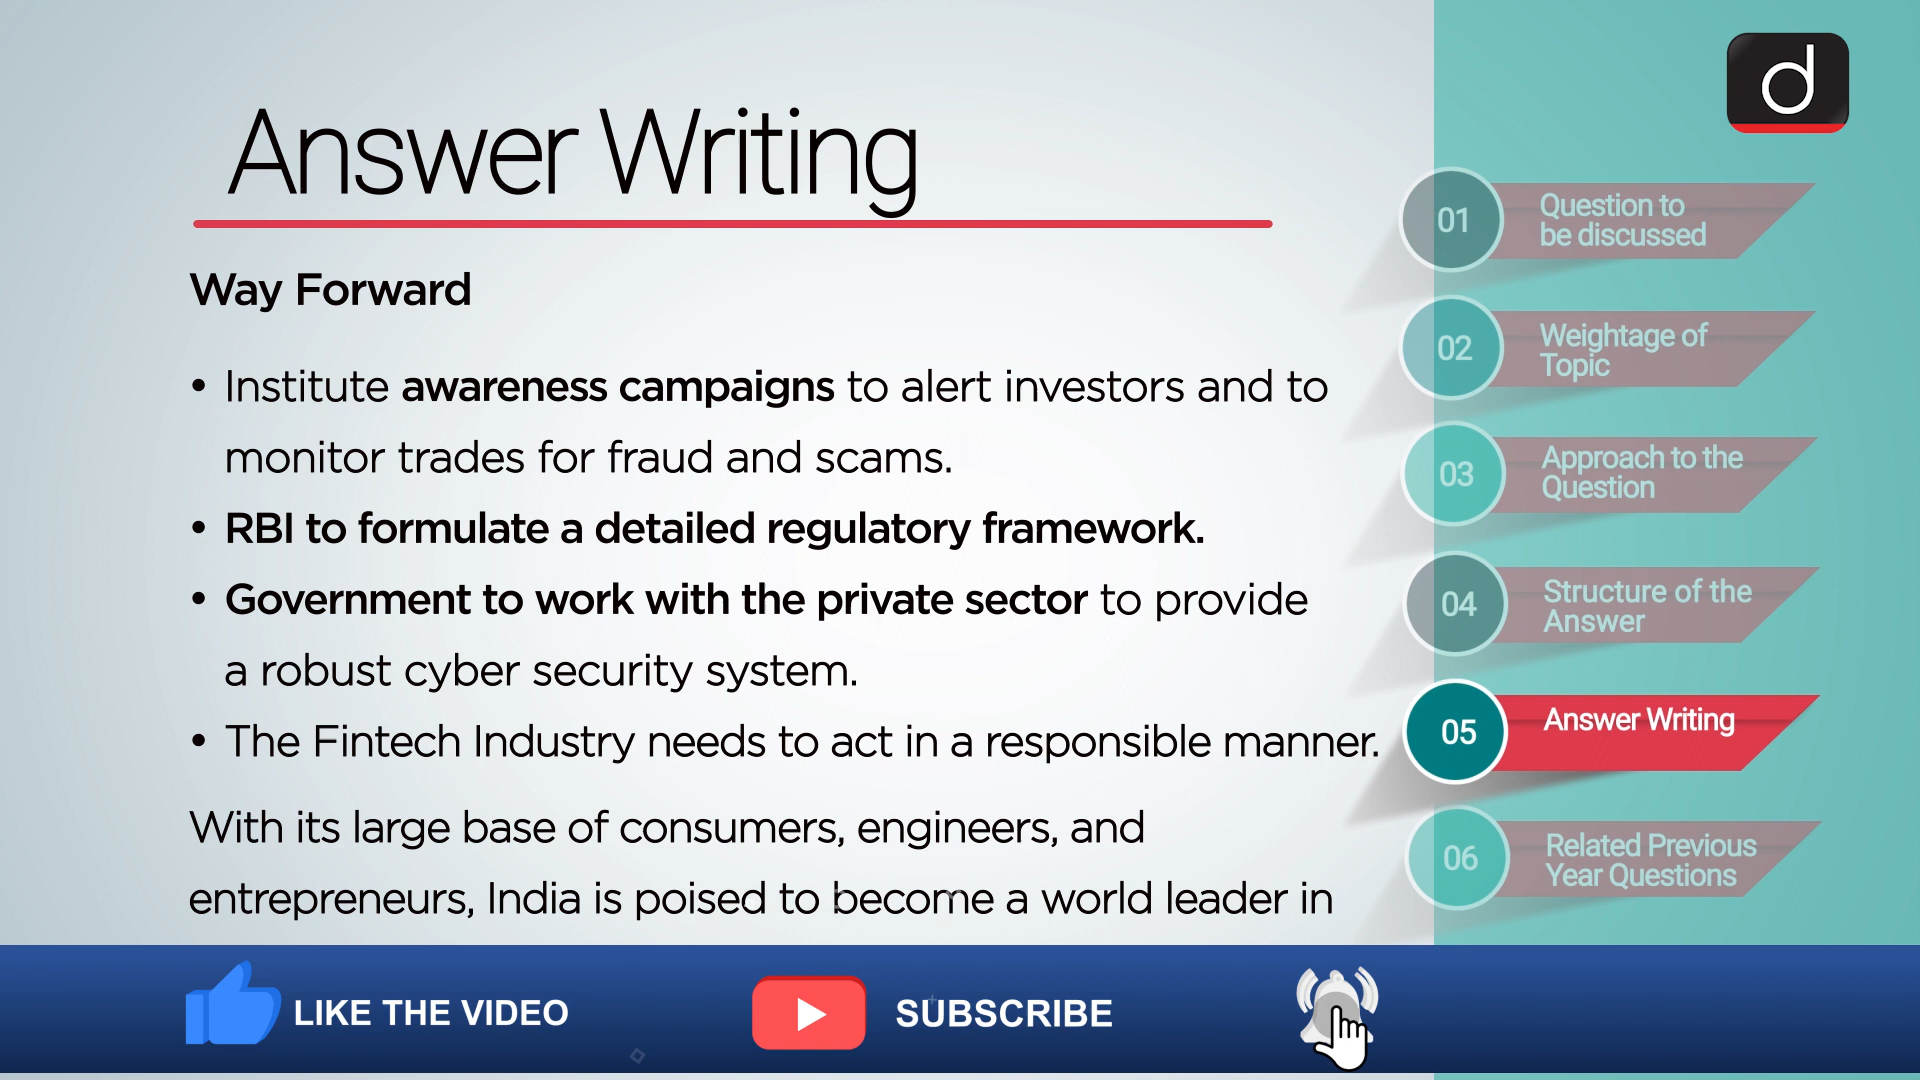 Answer Writing
Way Forward
• Institute awareness campaigns to alert investors and to
monitor trades for fraud and scams.
• RBI to formulate a detailed regulatory framework.
• Government to work with the private sector to provide
a robust cyber security system.
• The Fintech Industry needs to act in a responsible manner.
With its large base of consumers, engineers, and
entrepreneurs, India is poised to become a world leader in
d
01
Question to
be discussed
02
Weightage of
Topic
03
Approach to the
Question
04
Structure of the
Answer
05
Answer Writing
06
Related Previous
Year Questions
LIKE THE VIDEO
SUBSCRIBE